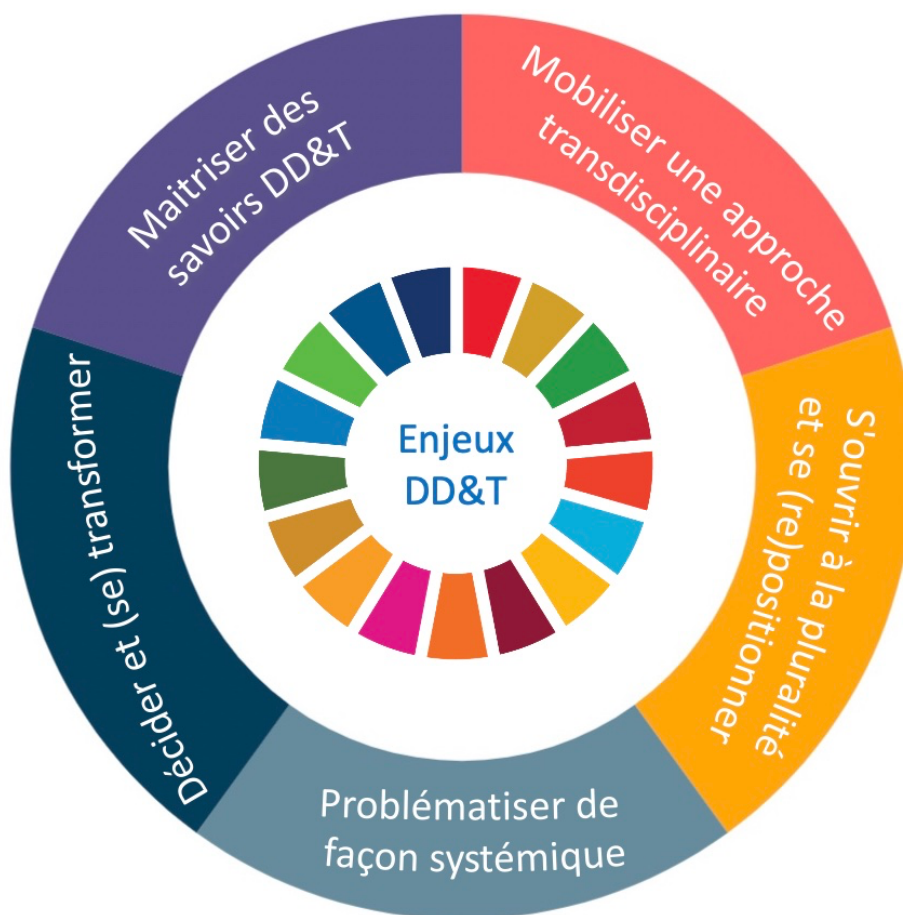 Maitriser des
savoirs DD&T
Mobiliser une approche
transdisciplinaire
S'ouvrir à la pluralité
et se (re)positionner
Problématiser de
façon systémique
Décider et (se) transformer
Enjeux
DD&T